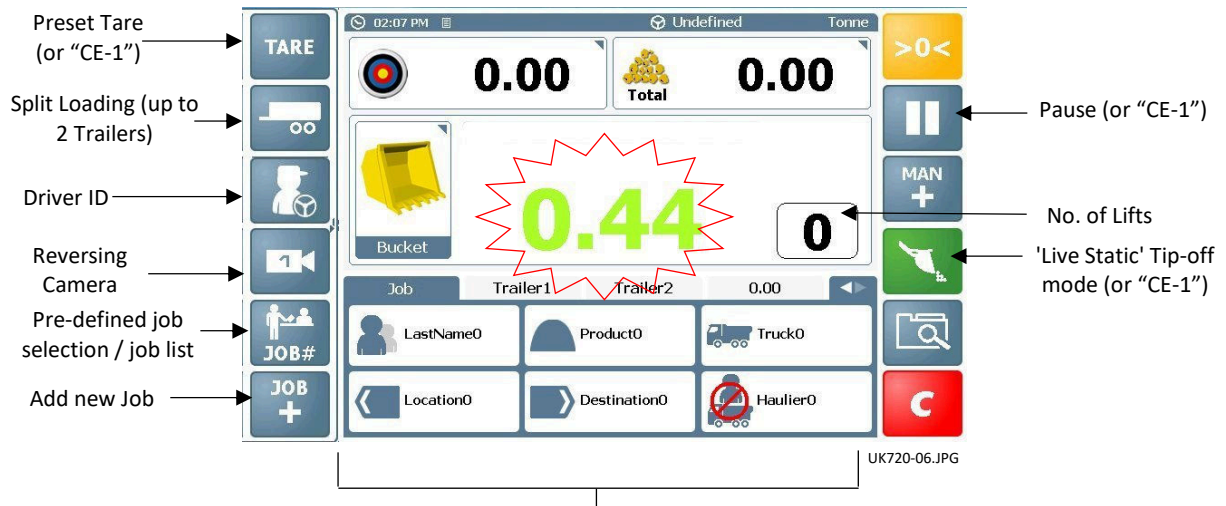 Preset Tare
(or “CE-1”)
Split Loading (up to
2 Trailers)
Driver ID
Reversing
Camera
Pre-defined job
selection / job list
Add new Job
TARE
1
JOB#
JOB
+
02:07 PM
Undefined
Tonne
0.00
Total
0.00
Bucket
0.44
0
Job
Trailer1
Trailer2
0.00
LastName0
Product0
Truck0
Location0
Destination0
Haulier0
>0<
MAN
+
C
Pause (or “CE-1”)
No. of Lifts
'Live Static' Tip-off
mode (or “CE-1”)
UK720-06.JPG